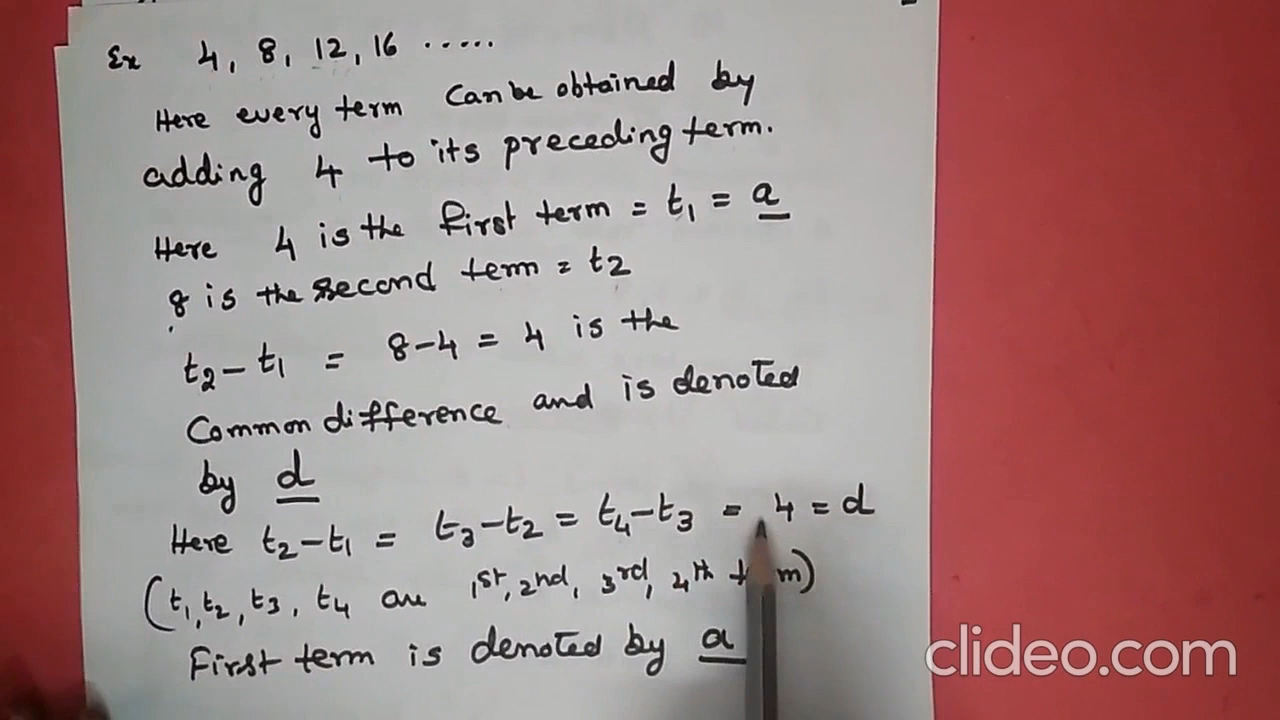 Ex 4, 8, 12, 16 .....
Here every term can be obtained by
adding 4 to its preceding term.
Here 4 is the first term = t1 = a
8 is the second term = t2
t2 - t1 = 8-4 = 4 is the
Common difference and is denoted
by d
Here t2-t1 = t3-t2 = t4-t3 = 4 = d
(t1, t2, t3, t4 are 1st, 2nd, 3rd, 4th term)
First term is denoted by a
clideo.com